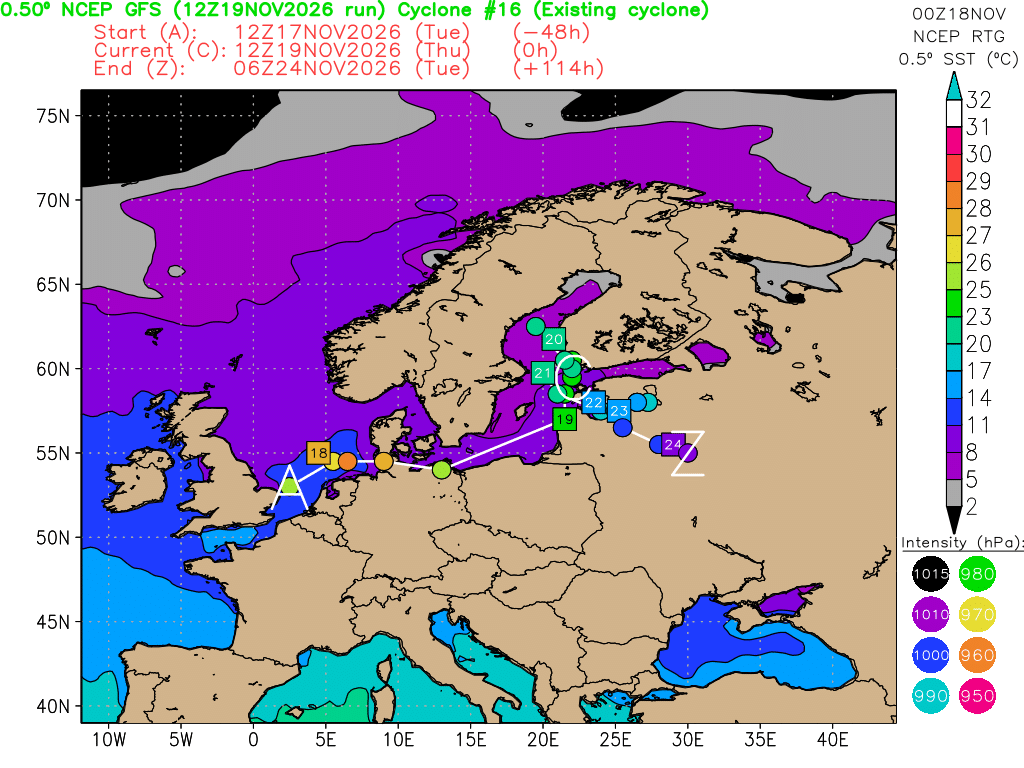 0.50º NCEP GFS (12Z19NOV2026 run) Cyclone #16 (Existing cyclone)
Start (A): 12Z17NOV2026 (Tue) (−48h)
Current (C): 12Z19NOV2026 (Thu) (0h)
End (Z): 06Z24NOV2026 (Tue) (+114h)
00Z18NOV
NCEP RTG
0.5º SST (ºC)
75N
70N
65N
60N
55N
50N
45N
40N
10W 5W 0 5E 10E 15E 20E 25E 30E 35E 40E
A
18
19
20
21
C
22
23
24
Z
32
31
30
29
28
27
26
25
23
20
17
14
11
8
5
2
Intensity (hPa):
1015 980
1010 970
1000 960
990 950